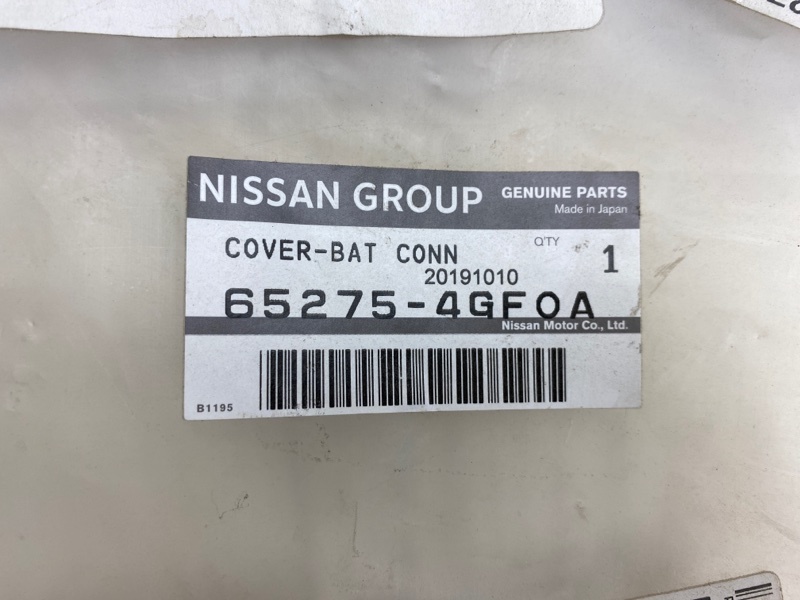 NISSAN GROUP GENUINE PARTS
Made in Japan
COVER-BAT CONN Q'TY 1
20191010
65275-4GF0A
Nissan Motor Co., Ltd.
B1195